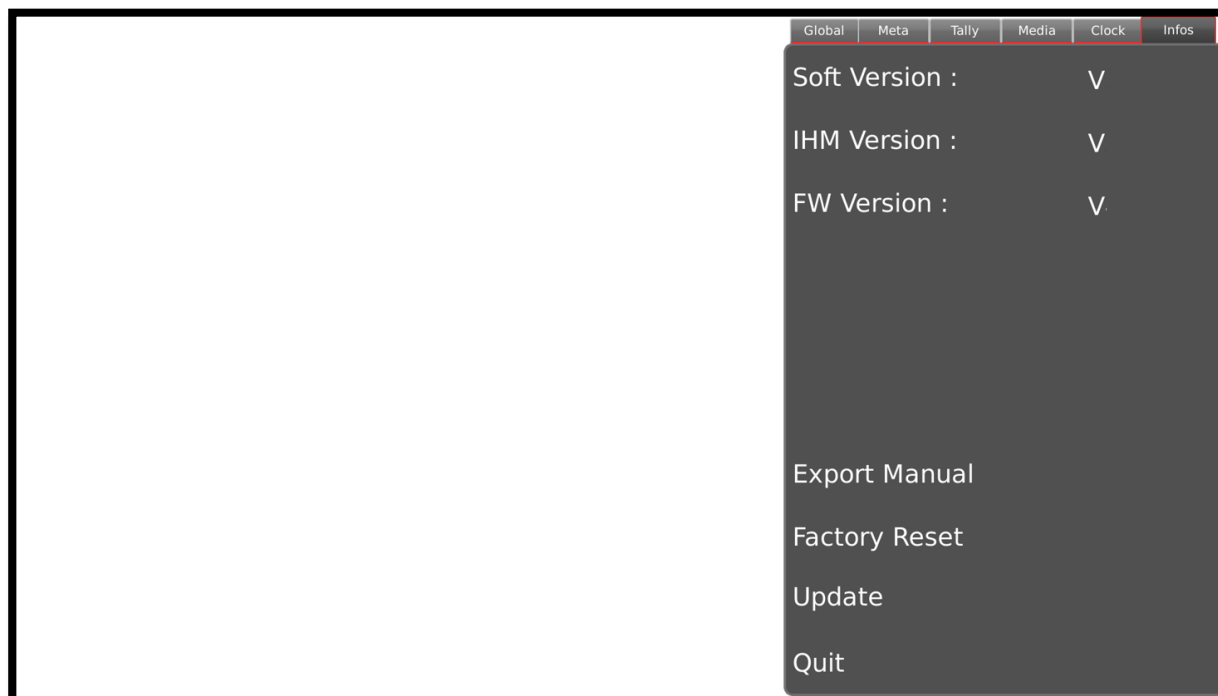 Global Meta Tally Media Clock Infos
Soft Version : V
IHM Version : V
FW Version : V
Export Manual
Factory Reset
Update
Quit